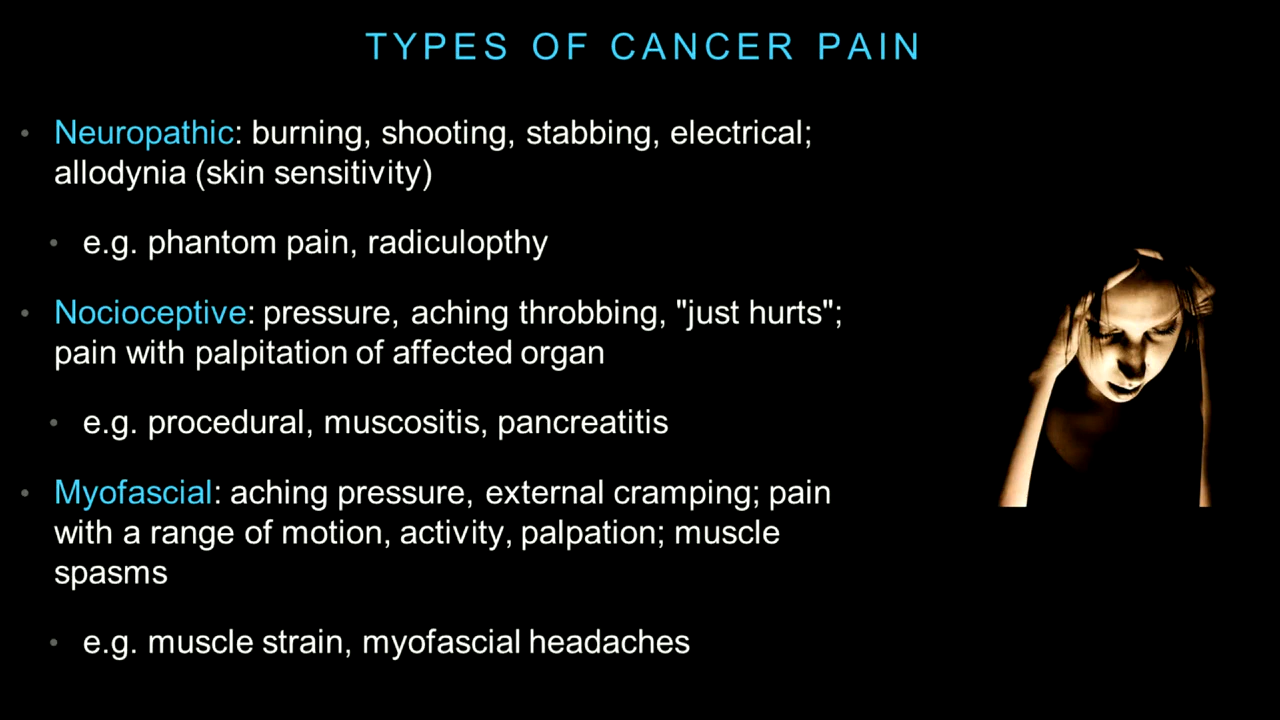 TYPES OF CANCER PAIN
• Neuropathic: burning, shooting, stabbing, electrical;
allodynia (skin sensitivity)
• e.g. phantom pain, radiculopthy
• Nocioceptive: pressure, aching throbbing, "just hurts";
pain with palpitation of affected organ
• e.g. procedural, muscositis, pancreatitis
• Myofascial: aching pressure, external cramping; pain
with a range of motion, activity, palpation; muscle
spasms
• e.g. muscle strain, myofascial headaches